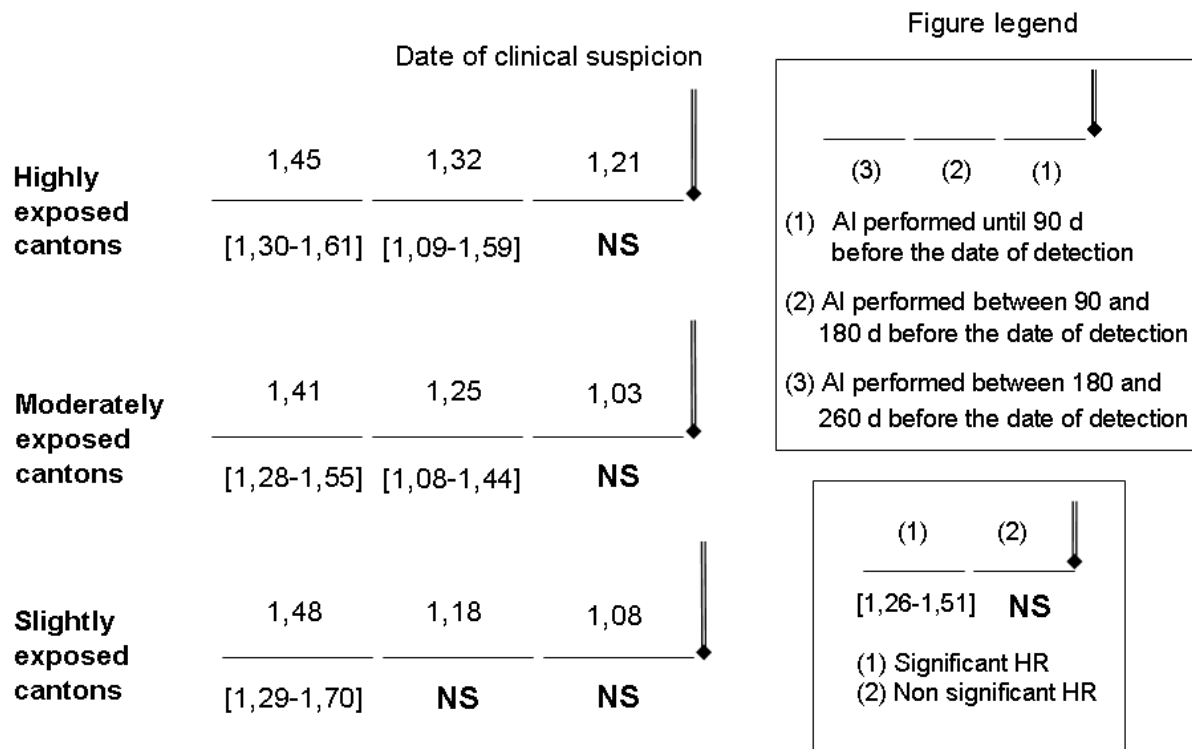 Date of clinical suspicion
Highly
exposed
cantons
1,45 1,32 1,21
[1,30-1,61] [1,09-1,59] NS
Moderately
exposed
cantons
1,41 1,25 1,03
[1,28-1,55] [1,08-1,44] NS
Slightly
exposed
cantons
1,48 1,18 1,08
[1,29-1,70] NS NS
Figure legend
(3) (2) (1)
(1) AI performed until 90 d
before the date of detection
(2) AI performed between 90 and
180 d before the date of detection
(3) AI performed between 180 and
260 d before the date of detection
(1) (2)
[1,26-1,51] NS
(1) Significant HR
(2) Non significant HR